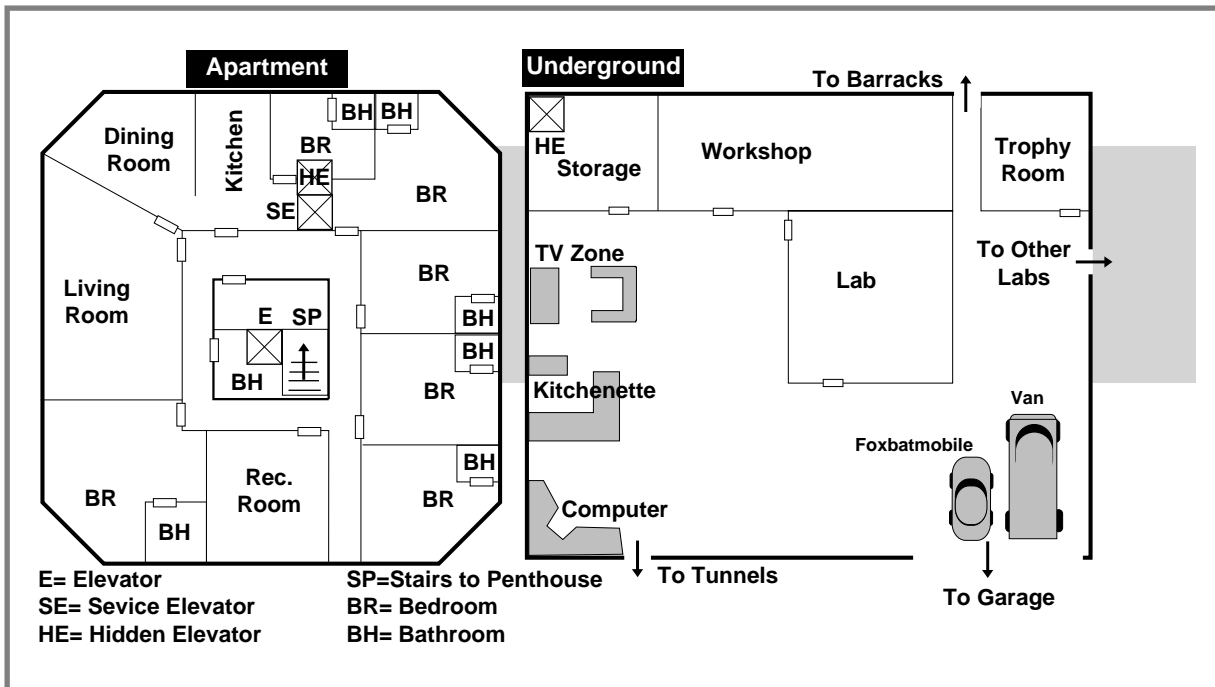 Apartment
Dining
Room
Kitchen
BH
BH
BR
HE
SE
BR
BR
BH
Living
Room
E
SP
BH
BH
BR
BR
BH
Rec.
Room
BH
BR
E= Elevator
SE= Sevice Elevator
HE= Hidden Elevator
SP=Stairs to Penthouse
BR= Bedroom
BH= Bathroom
Underground
To Barracks
HE
Storage
Workshop
Trophy
Room
TV Zone
Lab
To Other
Labs
Kitchenette
Van
Foxbatmobile
Computer
To Tunnels
To Garage